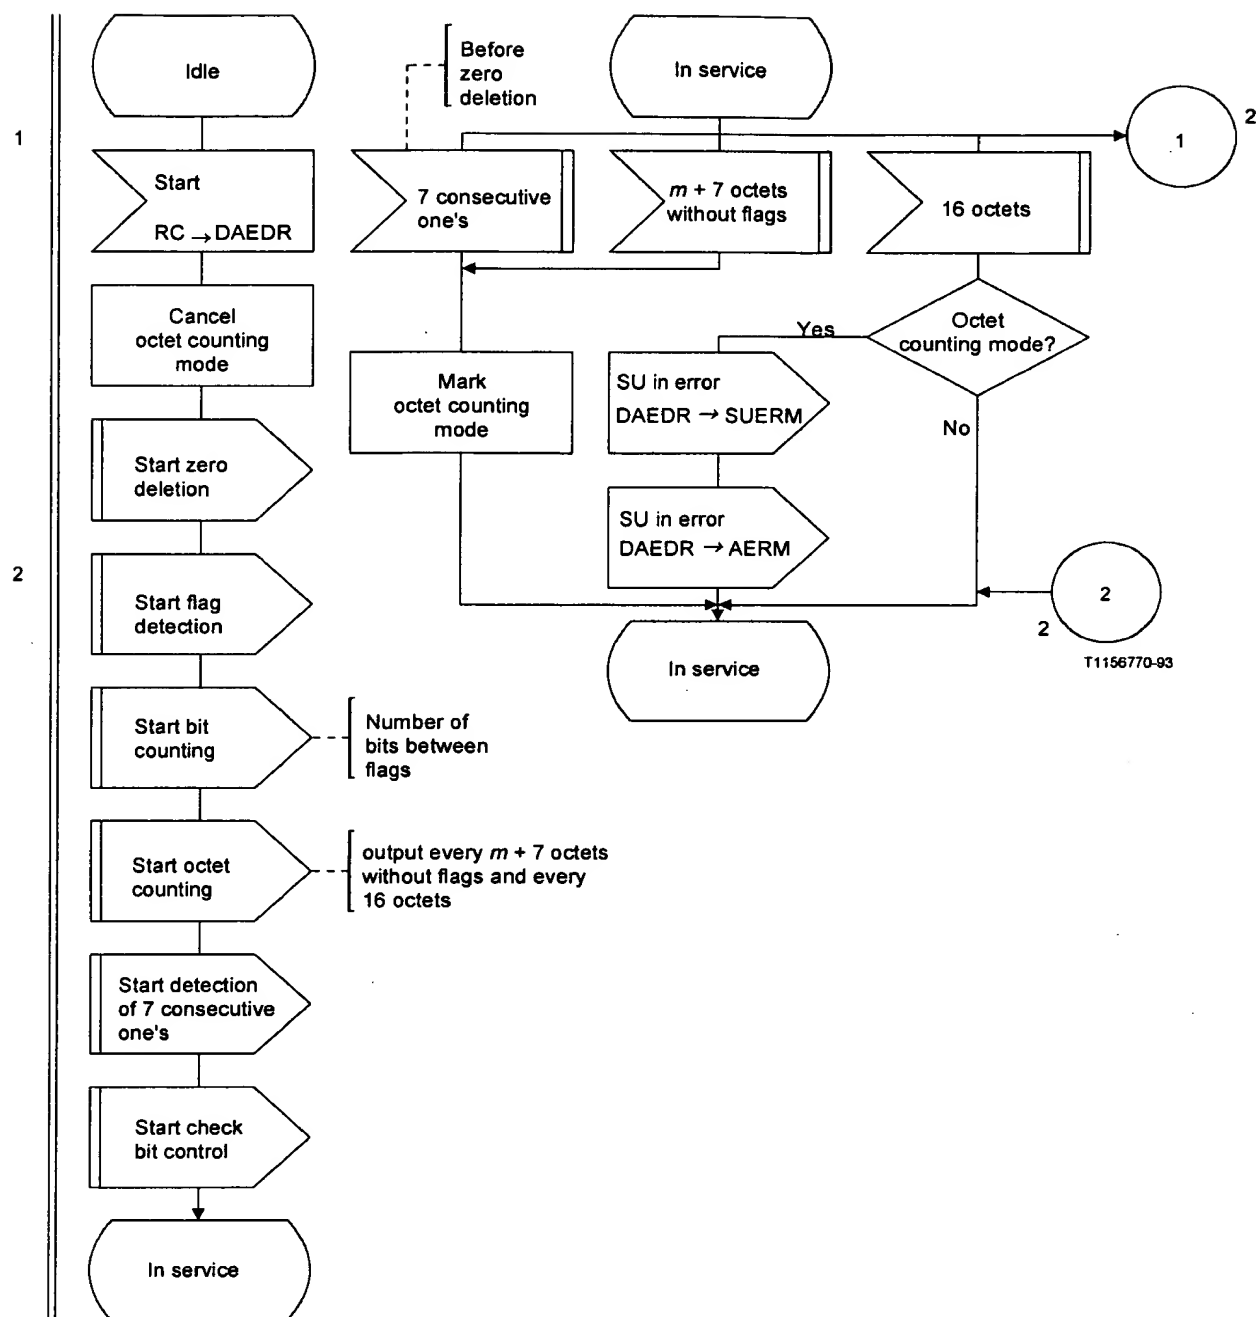 1
2
Idle
Start
RC → DAEDR
Cancel
octet counting
mode
Start zero
deletion
Start flag
detection
Start bit
counting
Number of
bits between
flags
Start octet
counting
output every m + 7 octets
without flags and every
16 octets
Start detection
of 7 consecutive
one's
Start check
bit control
In service
Before
zero
deletion
In service
7 consecutive
one's
m + 7 octets
without flags
16 octets
1
2
Mark
octet counting
mode
Octet
counting mode?
Yes
No
SU in error
DAEDR → SUERM
SU in error
DAEDR → AERM
In service
2
2
T1156770-93